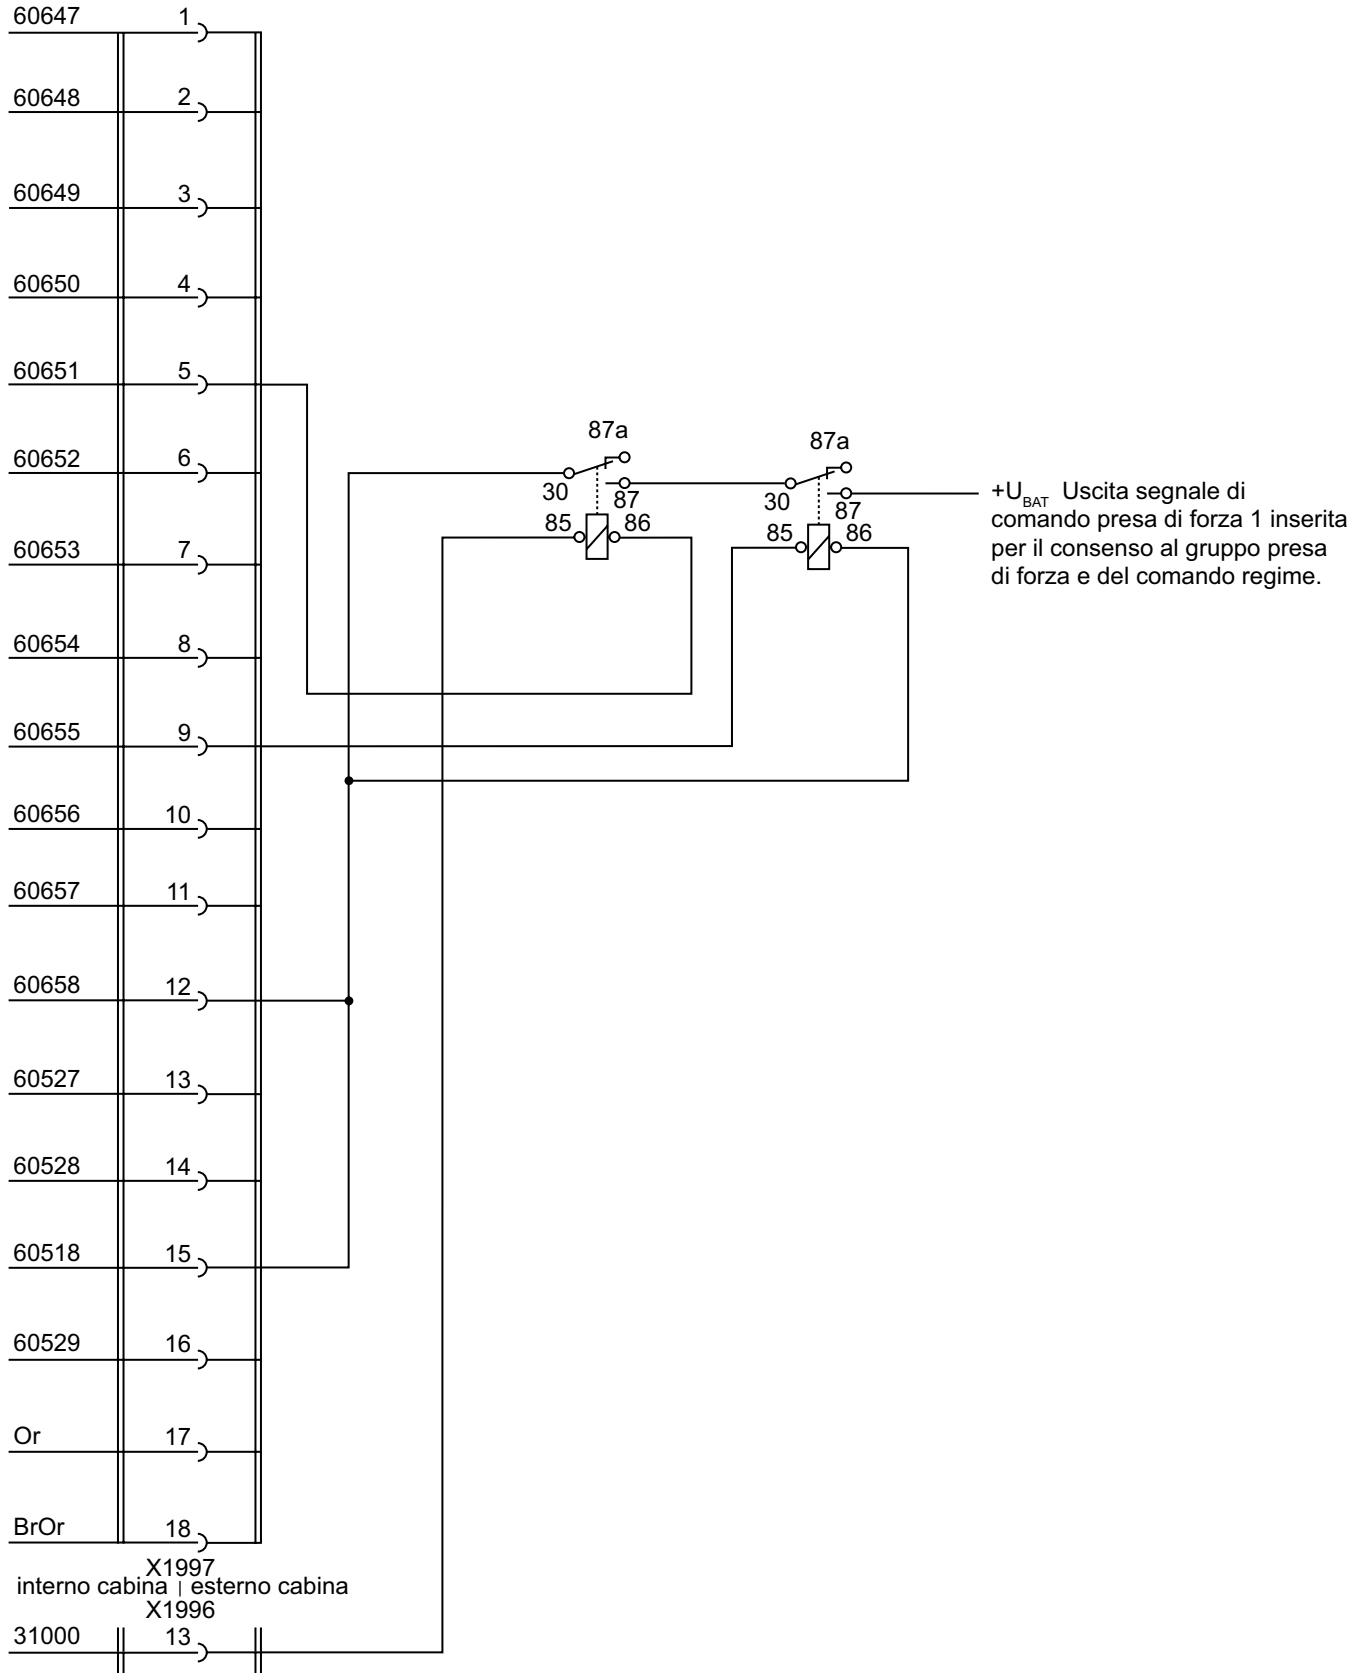 60647 1
60648 2
60649 3
60650 4
60651 5
87a
87a
60652 6
30 87
30 87
+UBAT Uscita segnale di
comando presa di forza 1 inserita
per il consenso al gruppo presa
di forza e del comando regime.
85 86
85 86
60653 7
60654 8
60655 9
60656 10
60657 11
60658 12
60527 13
60528 14
60518 15
60529 16
Or 17
BrOr 18
X1997
interno cabina | esterno cabina
X1996
31000 13